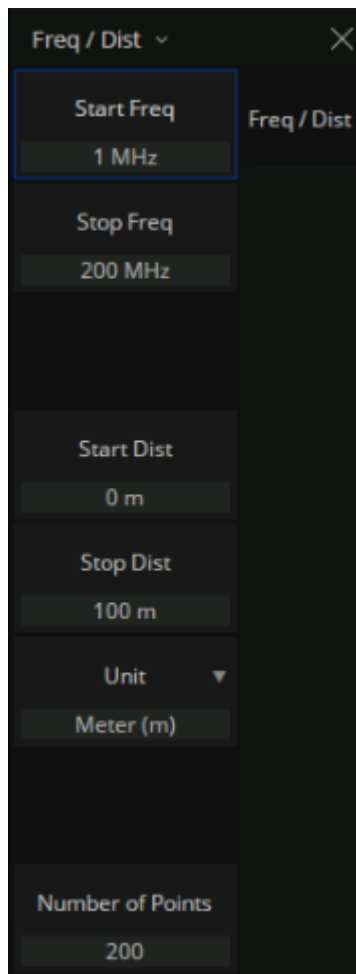 Freq / Dist
Start Freq
1 MHz
Freq / Dist
Stop Freq
200 MHz
Start Dist
0 m
Stop Dist
100 m
Unit
Meter (m)
Number of Points
200